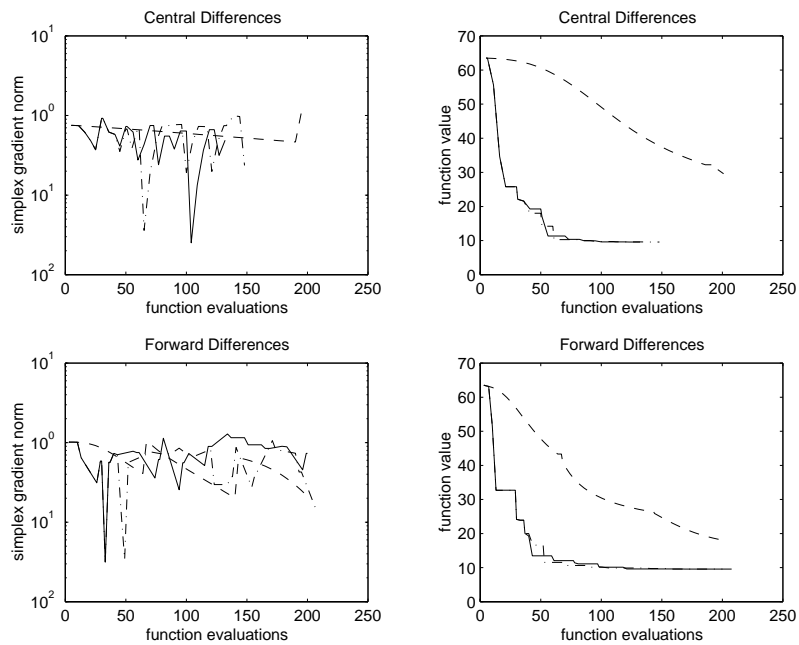 Central Differences
10^1
10^0
10^1
10^2
simplex gradient norm
0 50 100 150 200 250
function evaluations
Central Differences
70
60
50
40
30
20
10
0
function value
0 50 100 150 200 250
function evaluations
Forward Differences
10^1
10^0
10^1
10^2
simplex gradient norm
0 50 100 150 200 250
function evaluations
Forward Differences
70
60
50
40
30
20
10
0
function value
0 50 100 150 200 250
function evaluations